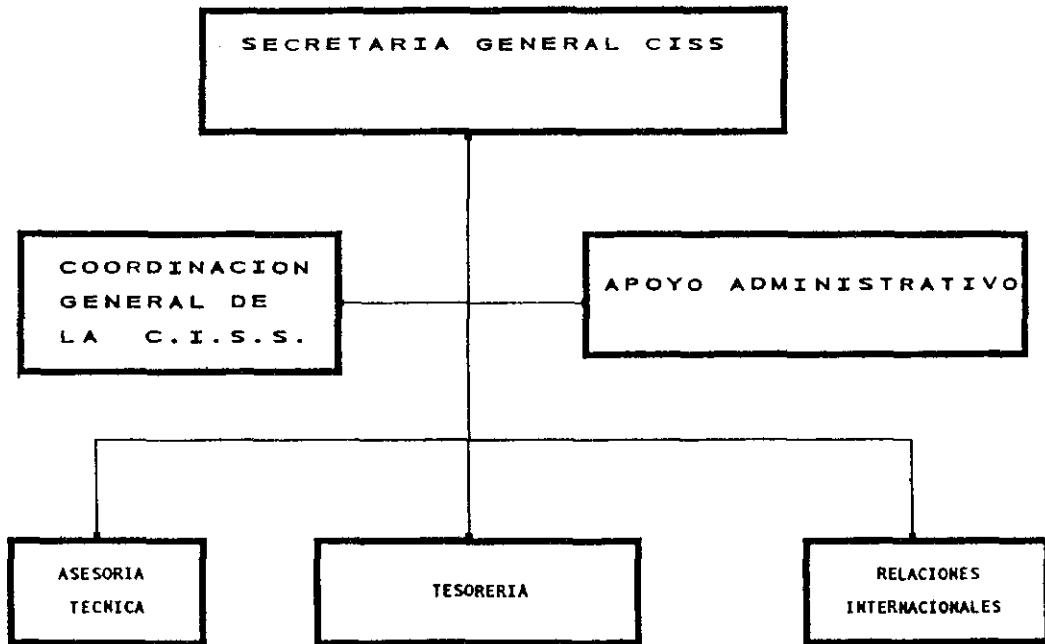 SECRETARIA GENERAL CISS
COORDINACION
GENERAL DE
LA C.I.S.S.
APOYO ADMINISTRATIVO
ASESORIA
TECNICA
TESORERIA
RELACIONES
INTERNACIONALES